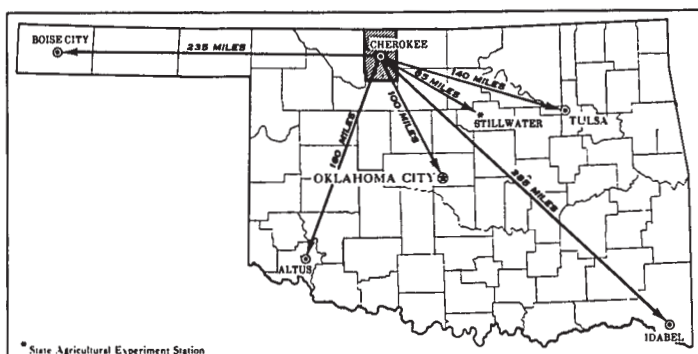 BOISE CITY
235 MILES
CHEROKEE
140 MILES
85 MILES
*STILLWATER
TULSA
100 MILES
190 MILES
OKLAHOMA CITY
285 MILES
ALTUS
IDABEL
* State Agricultural Experiment Station